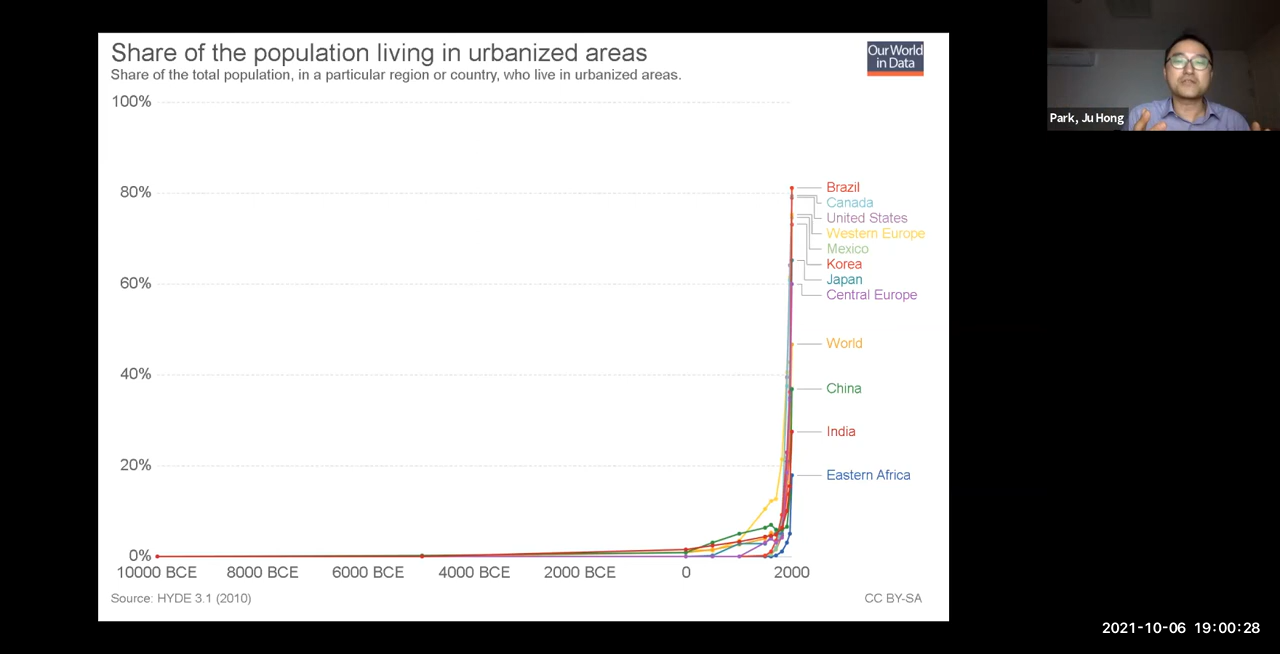 Share of the population living in urbanized areas
Share of the total population, in a particular region or country, who live in urbanized areas.
Our World
in Data
Park, Ju Hong
100%
80%
60%
40%
20%
0%
Brazil
Canada
United States
Western Europe
Mexico
Korea
Japan
Central Europe
World
China
India
Eastern Africa
10000 BCE 8000 BCE 6000 BCE 4000 BCE 2000 BCE 0 2000
Source: HYDE 3.1 (2010)
CC BY-SA
2021-10-06 19:00:28